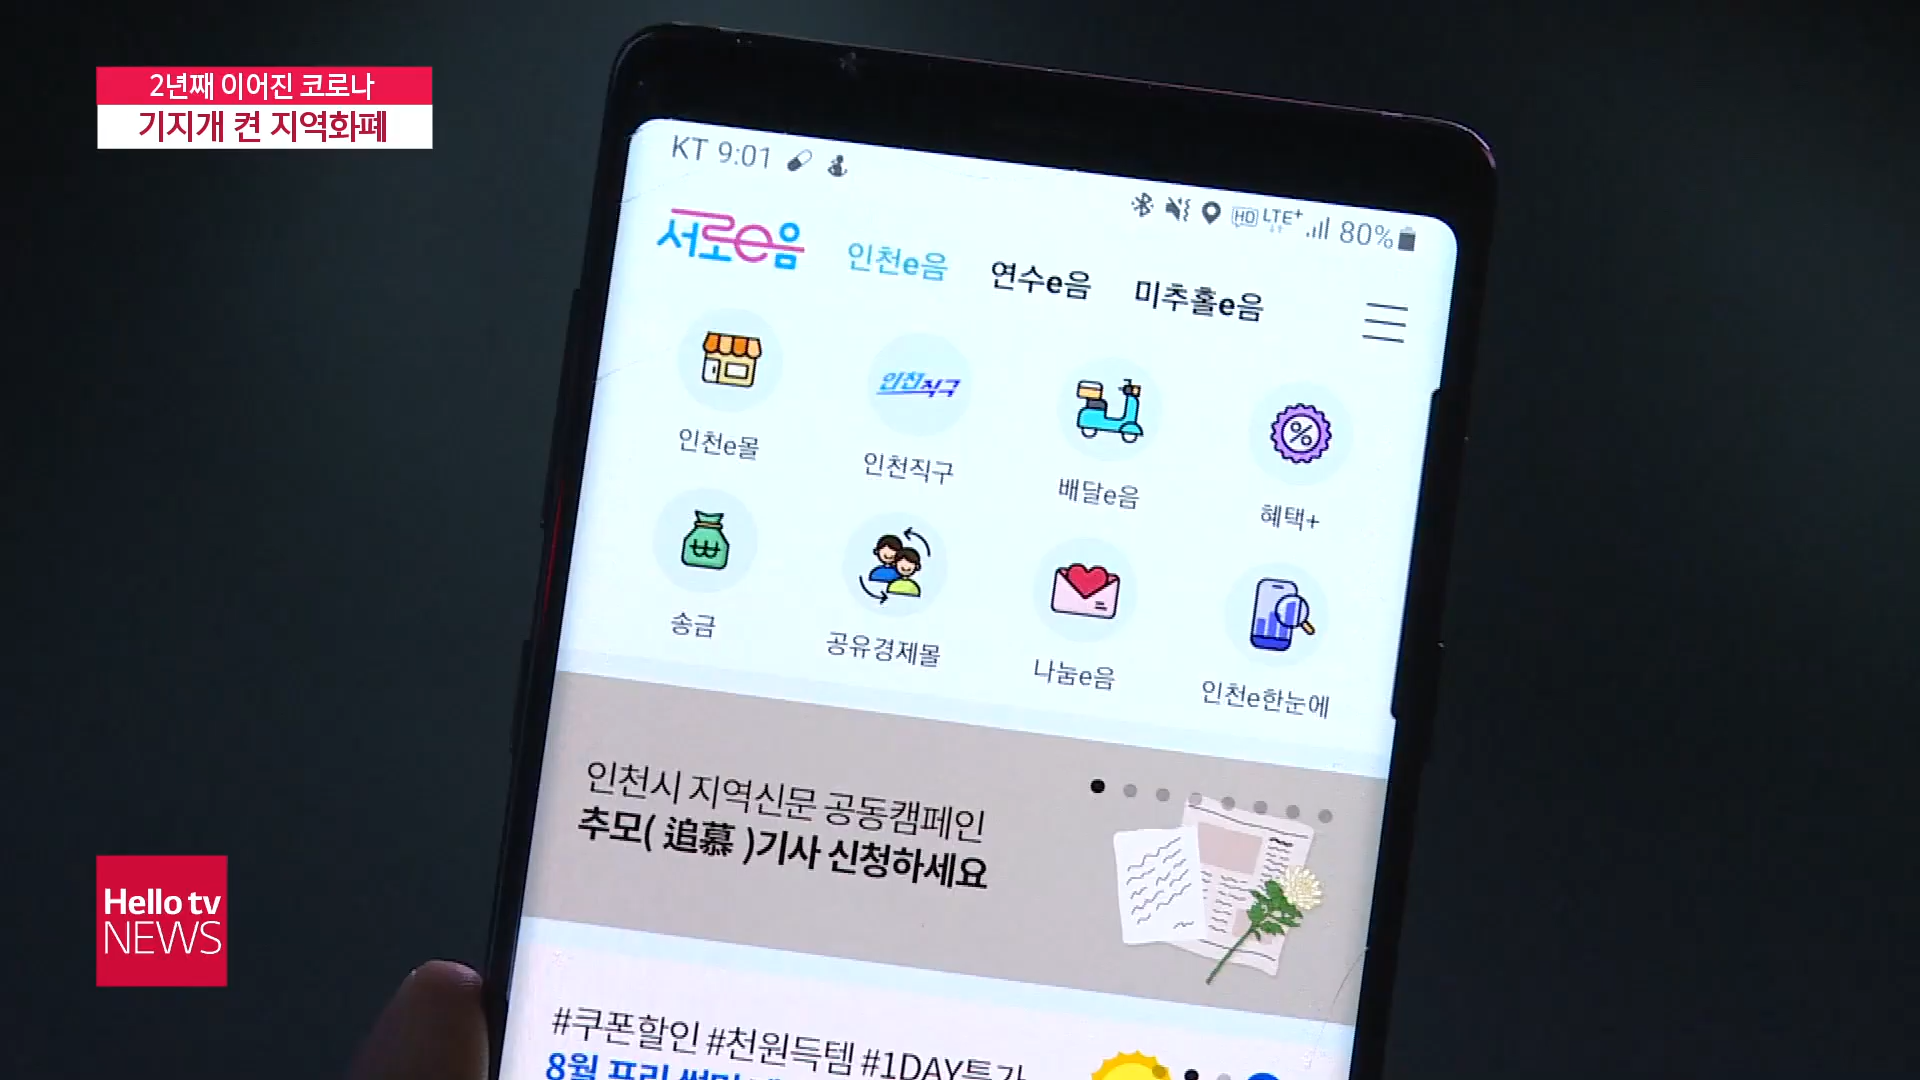 2년째 이어진 코로나
기지개 켠 지역화폐
KT 9:01
HD LTE+ 80%
서로e음 인천e음 연수e음 미추홀e음
인천직구
인천e몰 인천직구 배달e음 혜택+
송금 공유경제몰 나눔e음 인천e한눈에
인천시 지역신문 공동캠페인
추모( 追慕 )기사 신청하세요
#쿠폰할인 #천원득템 #1DAY특가
8월
Hello tv
NEWS